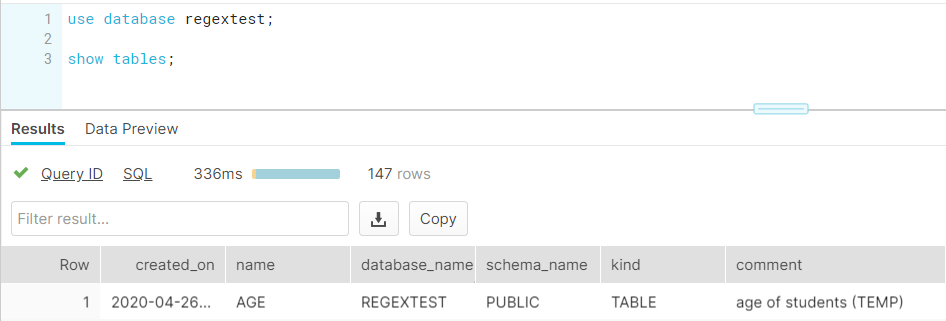 1 use database regextest;
2
3 show tables;
Results Data Preview
Query ID SQL 336ms 147 rows
Filter result... Copy
Row created_on name database_name schema_name kind comment
1 2020-04-26... AGE REGEXTEST PUBLIC TABLE age of students (TEMP)